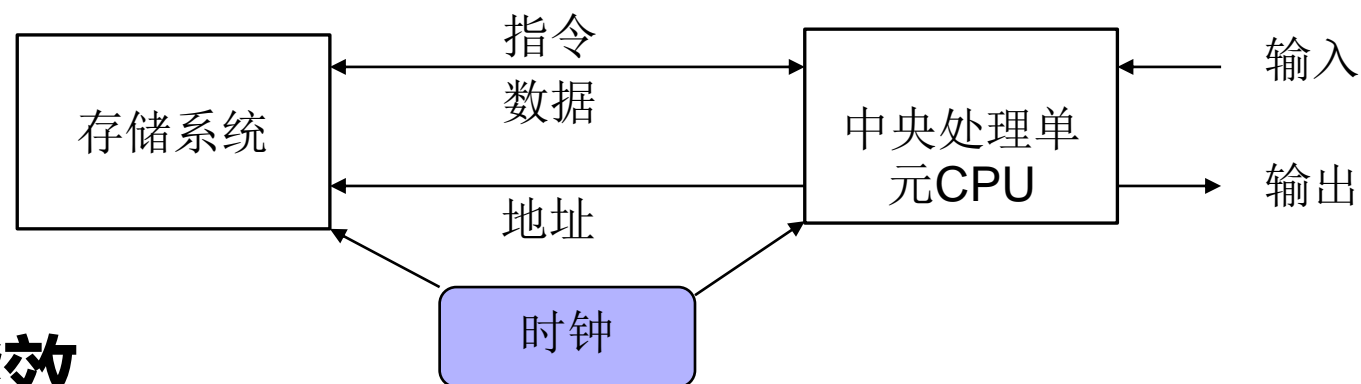 指令
数据
存储系统
中央处理单
元CPU
输入
输出
地址
时钟
效